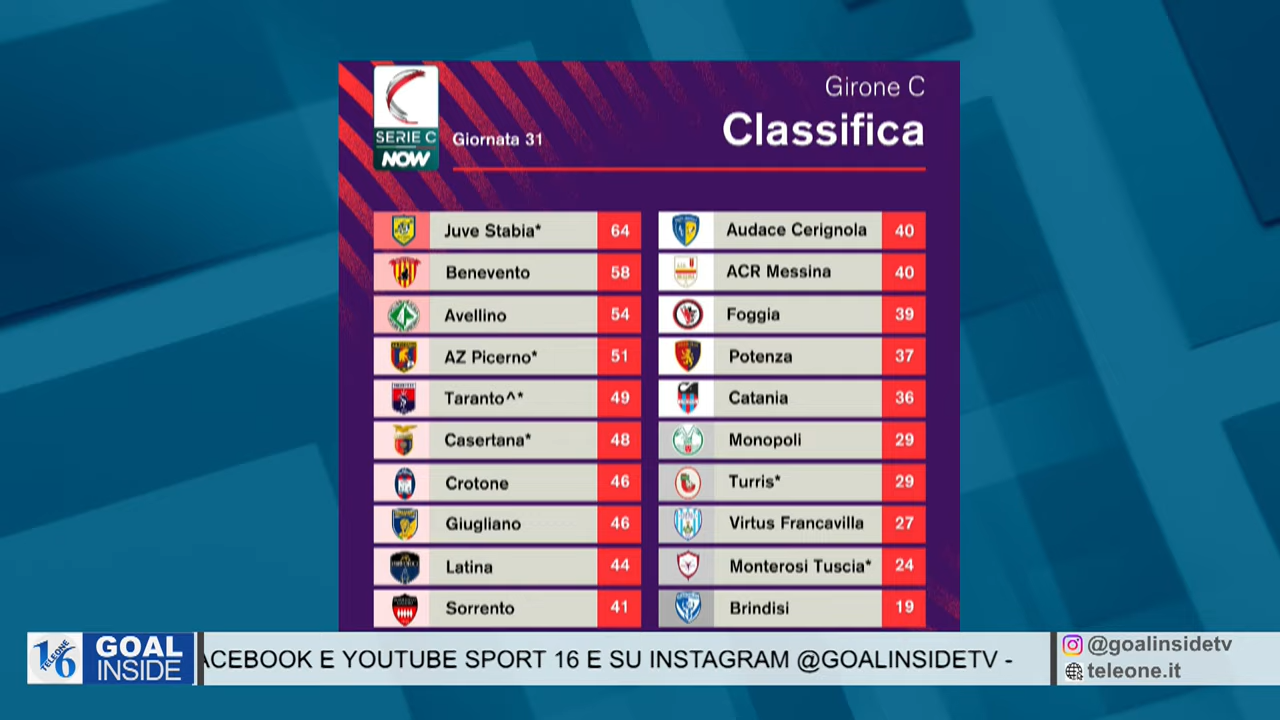 Girone C
Classifica
SERIE C
NOW
Giornata 31
Juve Stabia* 64
Benevento 58
Avellino 54
AZ Picerno* 51
Taranto^* 49
Casertana* 48
Crotone 46
Giugliano 46
Latina 44
Sorrento 41
Audace Cerignola 40
ACR Messina 40
Foggia 39
Potenza 37
Catania 36
Monopoli 29
Turris* 29
Virtus Francavilla 27
Monterosi Tuscia* 24
Brindisi 19
16
TELEONE
GOAL
INSIDE
ACEBOOK E YOUTUBE SPORT 16 E SU INSTAGRAM @GOALINSIDETV -
@goalinsidetv
teleone.it